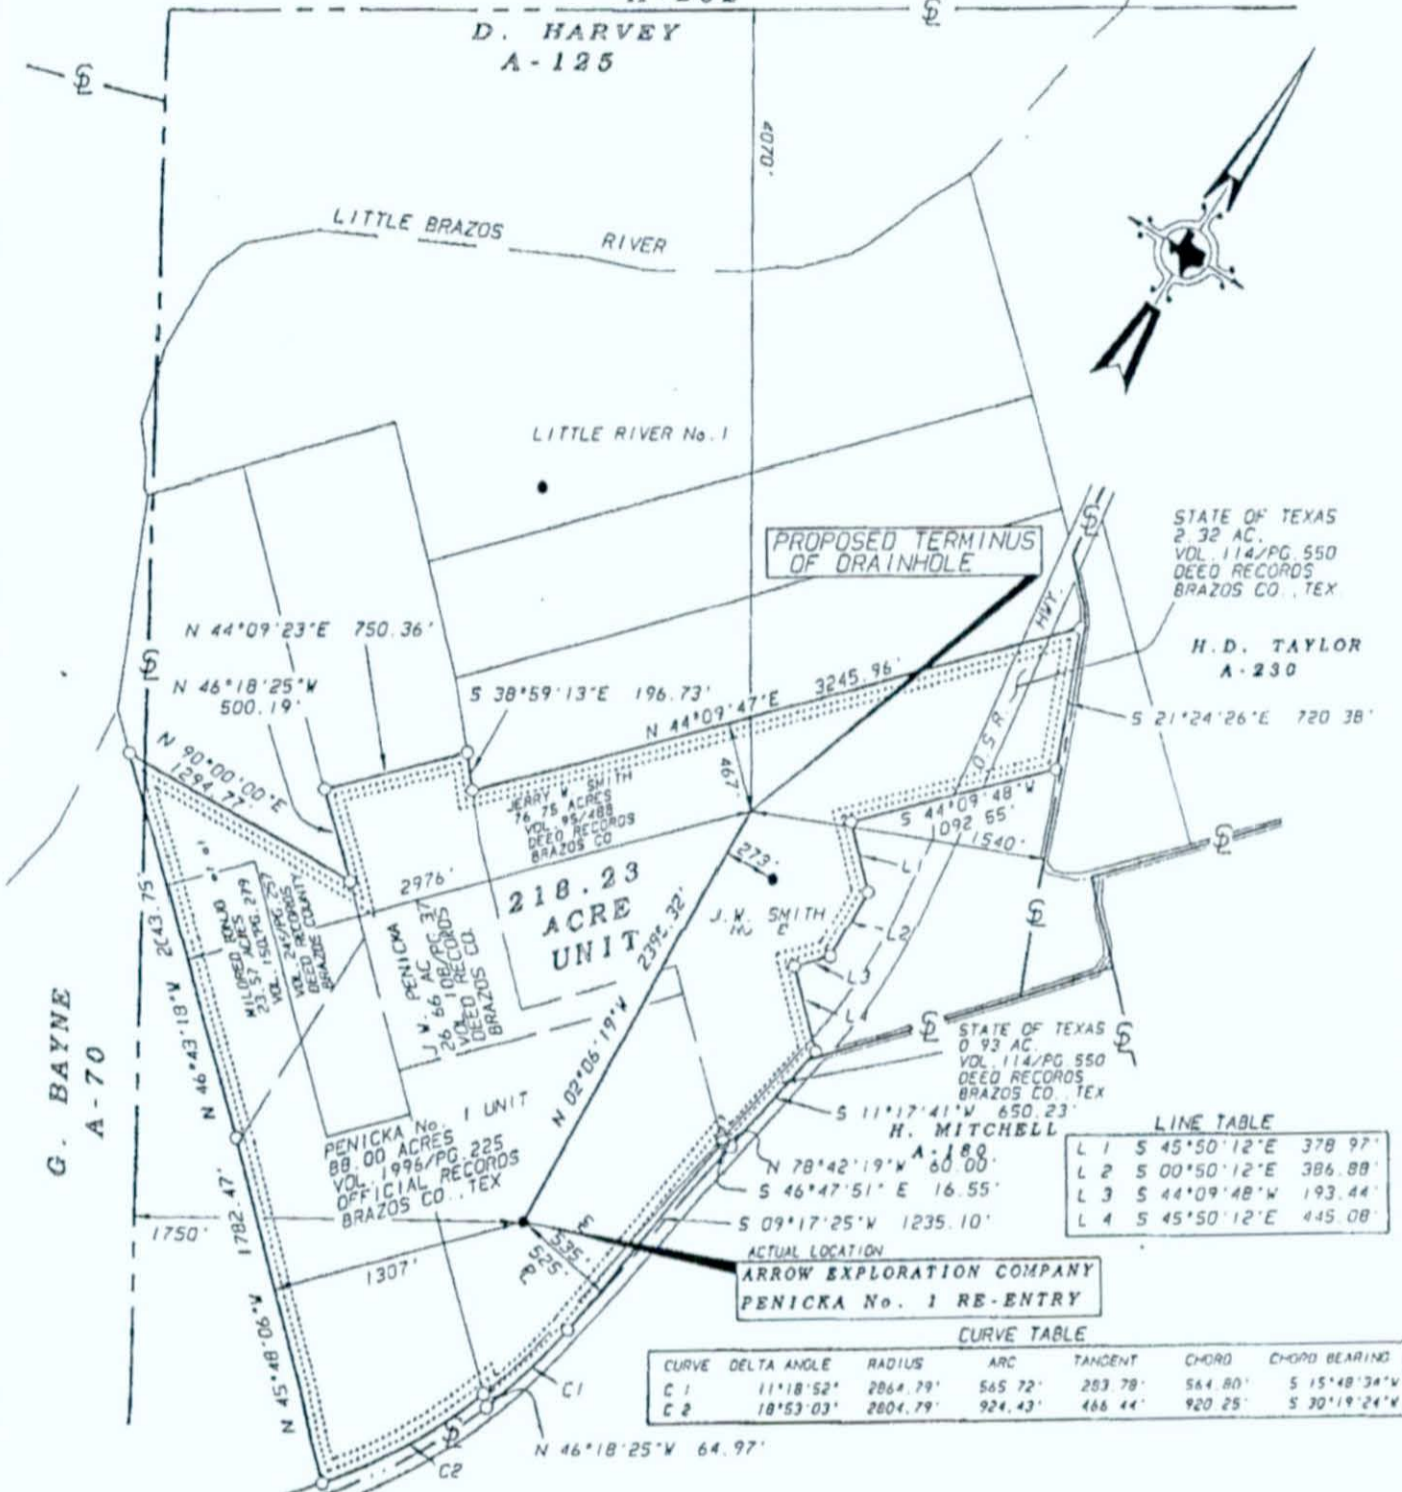 D. HARVEY
A-125
4070'
LITTLE BRAZOS RIVER
LITTLE RIVER No. 1
PROPOSED TERMINUS
OF DRAINHOLE
STATE OF TEXAS
2.32 AC.
VOL. 114/PG. 550
DEED RECORDS
BRAZOS CO., TEX
HWY.
O.S.R.
H.D. TAYLOR
A-230
N 44°09'23"E 750.36'
N 46°18'25"W
500.19'
S 38°59'13"E 196.73'
N 44°09'47"E 3245.96'
S 21°24'26"E 720.38'
N 90°00'00"E
1294.77'
467'
JERRY W. SMITH
76.75 ACRES
VOL. 95/488
DEED RECORDS
BRAZOS CO
S 44°09'48"W
1092.65'
1540'
273'
2976'
218.23
ACRE
UNIT
J.W. SMITH
L2
L3
MILDRED
23.57 ACRES
DEED RECORDS
BRAZOS COUNTY
J.W. PENICKA
26.66 AC
VOL. 108/PG. 37
DEED RECORDS
BRAZOS CO.
N 02°06'19"W
N 46°43'18"W 2643.75
G. BAYNE
A-70
STATE OF TEXAS
0.93 AC.
VOL. 114/PG. 550
DEED RECORDS
BRAZOS CO., TEX
S 11°17'41"W 650.23'
H. MITCHELL
A-180
N 78°42'19"W 60.00'
S 46°47'51"E 16.55'
S 09°17'25"W 1235.10'
PENICKA No. 1 UNIT
88.00 ACRES
VOL. 1996/PG. 225
OFFICIAL RECORDS
BRAZOS CO., TEX
1750'
1782.47'
1307'
535'
525'
N 45°48'06"W
LINE TABLE
L 1 S 45°50'12"E 378.97'
L 2 S 00°50'12"E 386.88'
L 3 S 44°09'48"W 193.44'
L 4 S 45°50'12"E 445.08'
ACTUAL LOCATION
ARROW EXPLORATION COMPANY
PENICKA No. 1 RE-ENTRY
CURVE TABLE
CURVE DELTA ANGLE RADIUS ARC TANGENT CHORD CHORD BEARING
C 1 11°18'52" 2864.79' 565.72' 283.78' 564.80' S 15°48'34"W
C 2 18°53'03" 2804.79' 924.43' 466.44' 920.25' S 30°19'24"W
C1
C2
N 46°18'25"W 64.97'